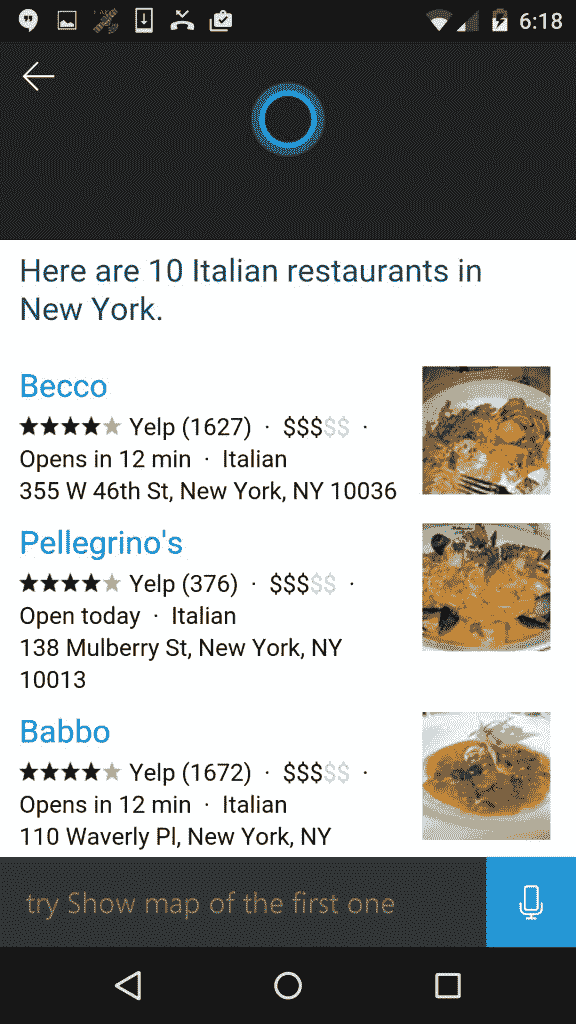 6:18
Here are 10 Italian restaurants in
New York.
Becco
★★★★★ Yelp (1627) · $$$$$ ·
Opens in 12 min · Italian
355 W 46th St, New York, NY 10036
Pellegrino's
★★★★★ Yelp (376) · $$$$$ ·
Open today · Italian
138 Mulberry St, New York, NY
10013
Babbo
★★★★★ Yelp (1672) · $$$$$ ·
Opens in 12 min · Italian
110 Waverly Pl, New York, NY
try Show map of the first one